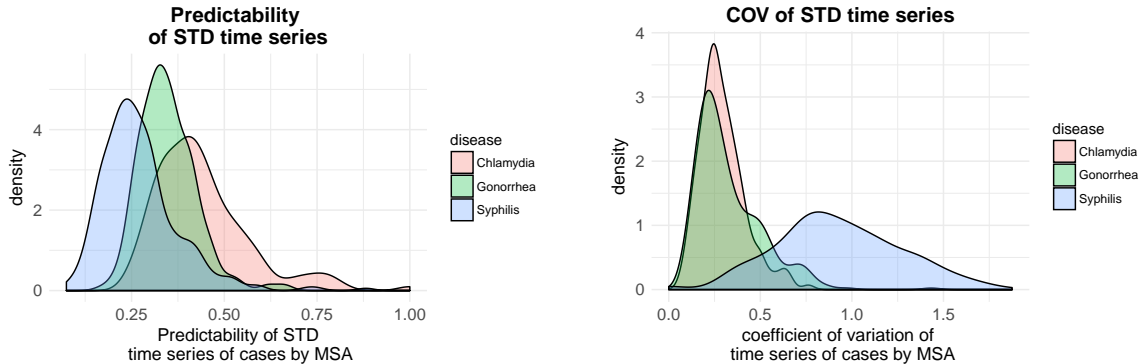 Predictability
of STD time series
density
4
2
0
0.25
0.50
0.75
1.00
Predictability of STD
time series of cases by MSA
disease
Chlamydia
Gonorrhea
Syphilis
COV of STD time series
density
4
3
2
1
0
0.0
0.5
1.0
1.5
coefficient of variation of
time series of cases by MSA
disease
Chlamydia
Gonorrhea
Syphilis